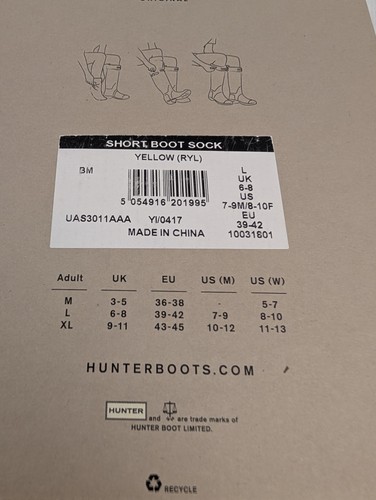 SHORT BOOT SOCK
YELLOW (RYL)
BM
L
UK
6-8
US
7-9M/8-10F
EU
39-42
10031801
5 054916 201995
UAS3011AAA YI/0417
MADE IN CHINA
Adult UK EU US (M) US (W)
M 3-5 36-38 - 5-7
L 6-8 39-42 7-9 8-10
XL 9-11 43-45 10-12 11-13
HUNTERBOOTS.COM
HUNTER and are trade marks of
HUNTER BOOT LIMITED.
RECYCLE